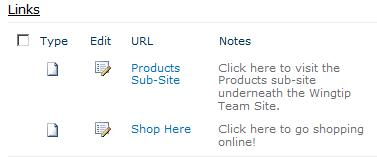 Links
Type Edit URL Notes
Products Click here to visit the
Sub-Site Products sub-site
underneath the Wingtip
Team Site.
Shop Here Click here to go shopping
online!